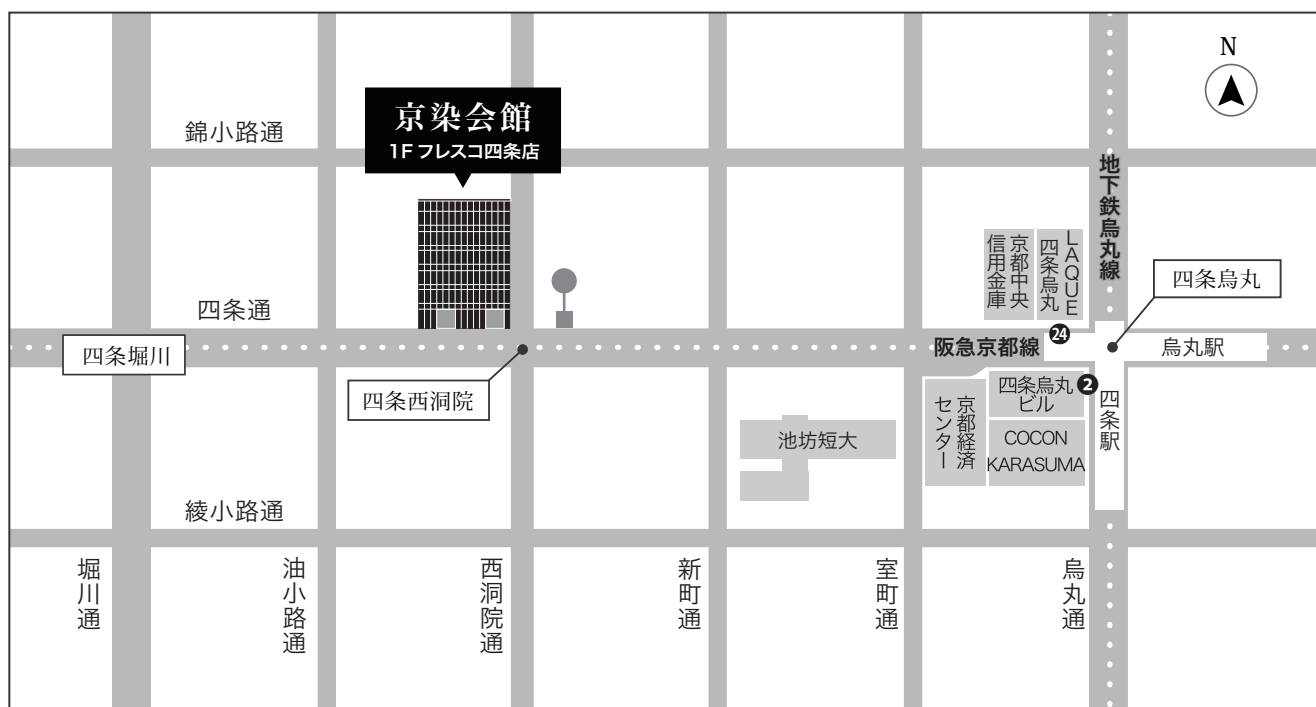 N
京染会館
1F フレスコ四条店
錦小路通
地下鉄烏丸線
京都中央
信用金庫
LAQUE
四条烏丸
四条烏丸
四条通
24
阪急京都線
烏丸駅
四条堀川
四条西洞院
2
四条烏丸
ビル
四条駅
京都経済
センター
池坊短大
COCON
KARASUMA
綾小路通
堀川通
油小路通
西洞院通
新町通
室町通
烏丸通